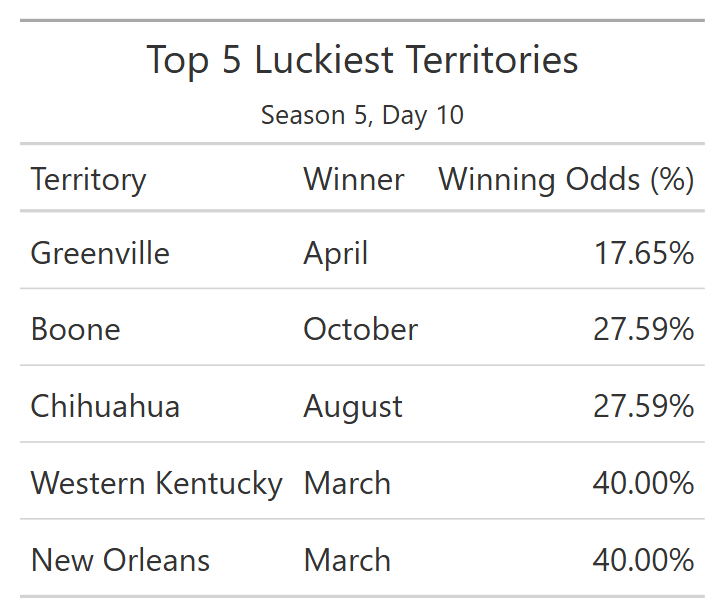 Top 5 Luckiest Territories
Season 5, Day 10
Territory Winner Winning Odds (%)
Greenville April 17.65%
Boone October 27.59%
Chihuahua August 27.59%
Western Kentucky March 40.00%
New Orleans March 40.00%